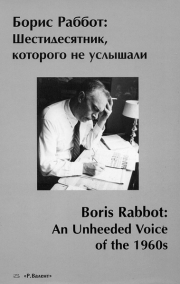 Борис Раббот:
Шестидесятник,
которого не услышали
Boris Rabbot:
An Unheeded Voice
of the 1960s
«Р.Валент»